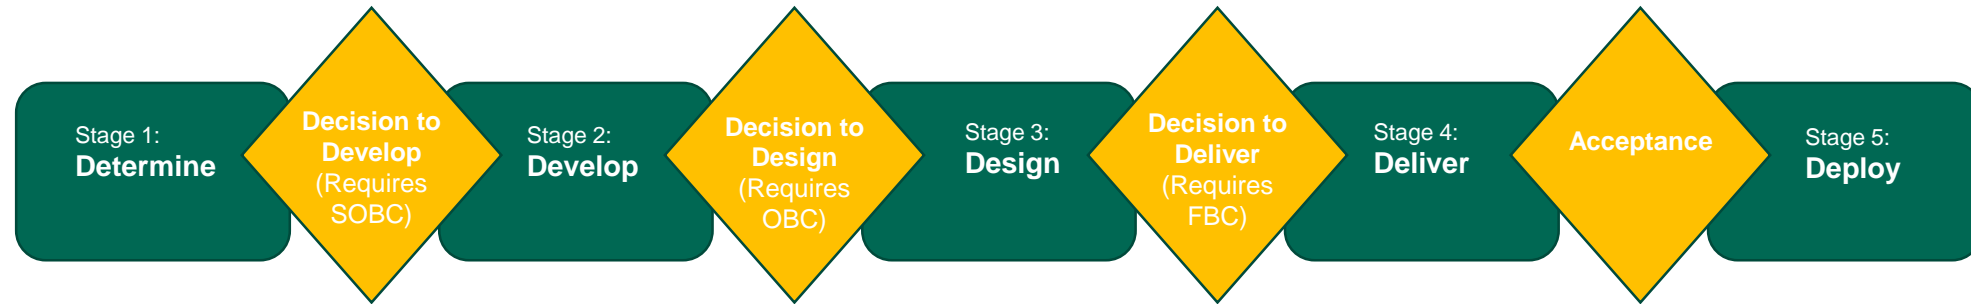 Stage 1:
Determine
Decision to
Develop
(Requires
SOBC)
Stage 2:
Develop
Decision to
Design
(Requires
OBC)
Stage 3:
Design
Decision to
Deliver
(Requires
FBC)
Stage 4:
Deliver
Acceptance
Stage 5:
Deploy